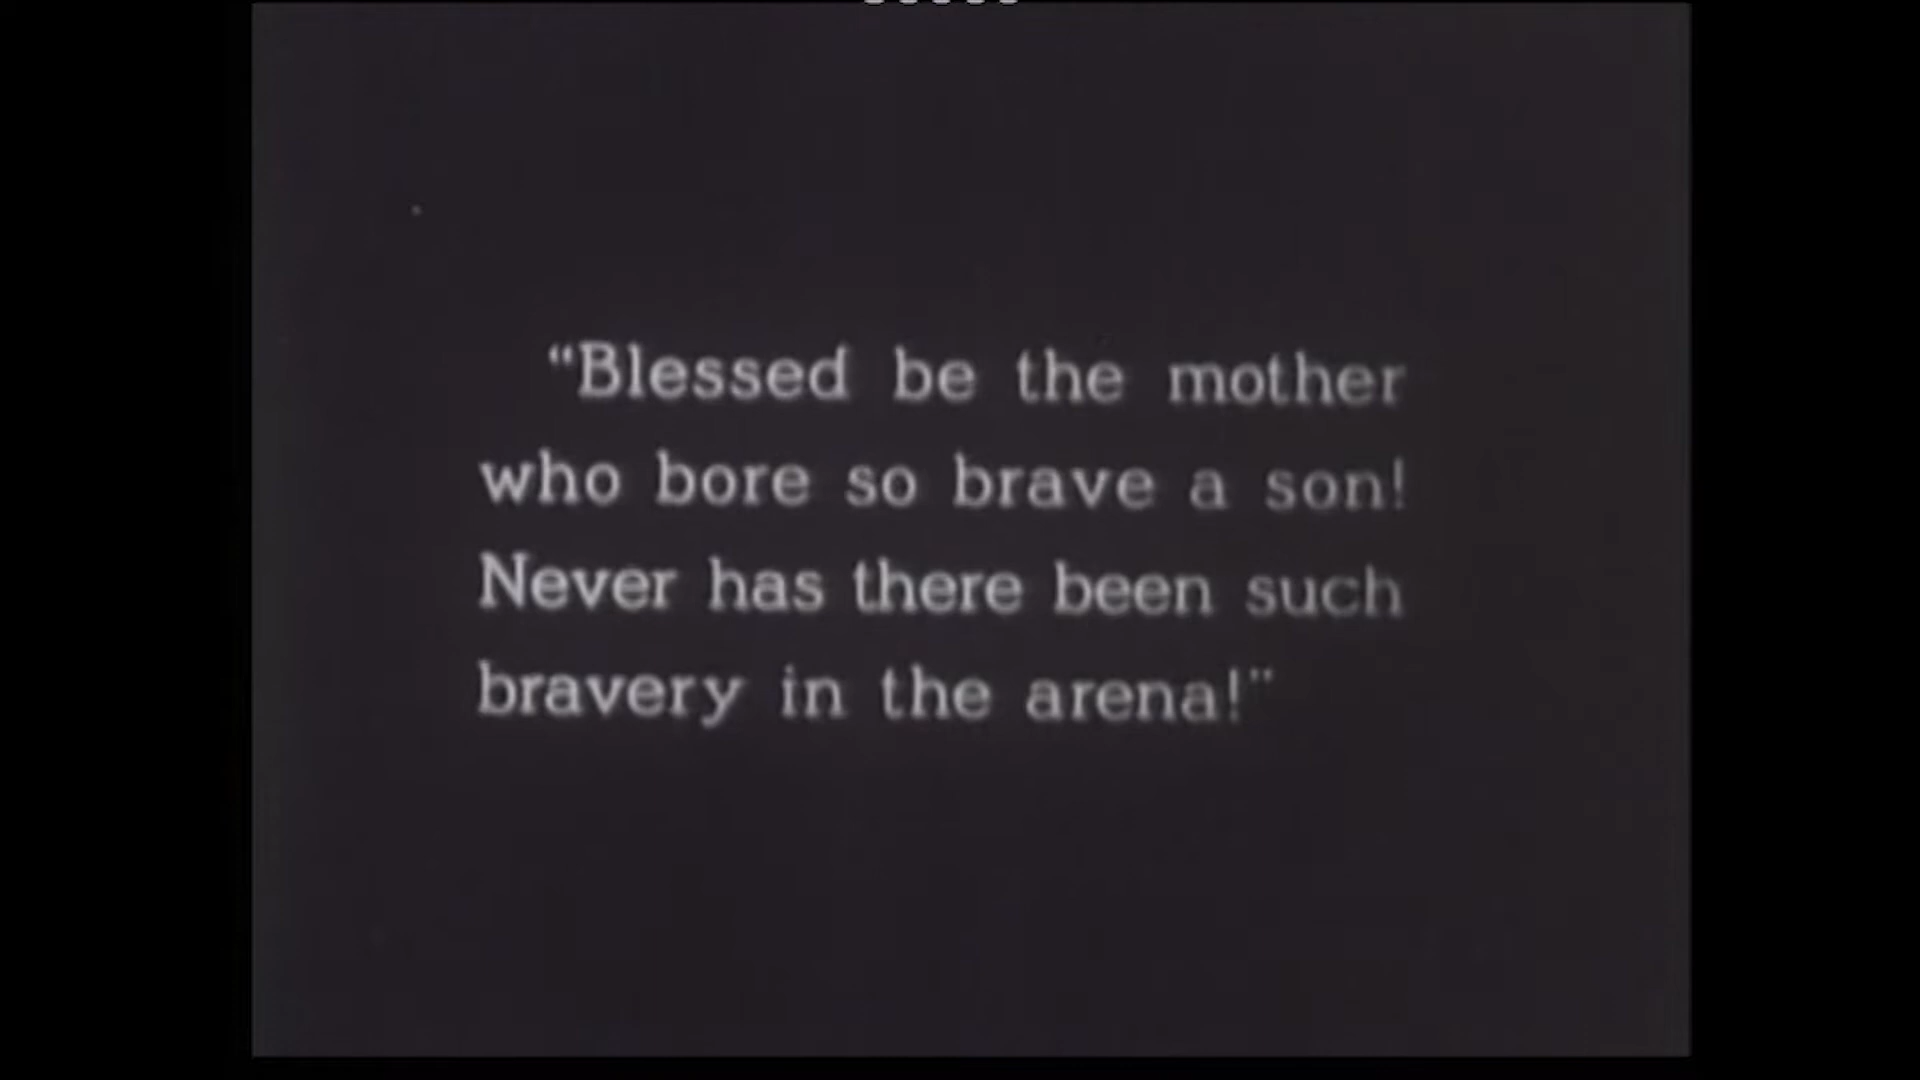 “Blessed be the mother
who bore so brave a son!
Never has there been such
bravery in the arena!”